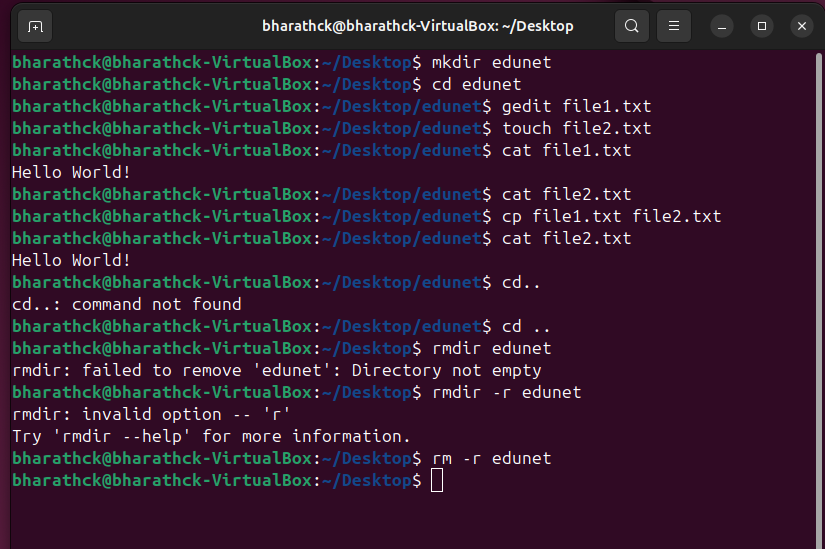 bharathck@bharathck-VirtualBox: ~/Desktop
bharathck@bharathck-VirtualBox:~/Desktop$ mkdir edunet
bharathck@bharathck-VirtualBox:~/Desktop$ cd edunet
bharathck@bharathck-VirtualBox:~/Desktop/edunet$ gedit file1.txt
bharathck@bharathck-VirtualBox:~/Desktop/edunet$ touch file2.txt
bharathck@bharathck-VirtualBox:~/Desktop/edunet$ cat file1.txt
Hello World!
bharathck@bharathck-VirtualBox:~/Desktop/edunet$ cat file2.txt
bharathck@bharathck-VirtualBox:~/Desktop/edunet$ cp file1.txt file2.txt
bharathck@bharathck-VirtualBox:~/Desktop/edunet$ cat file2.txt
Hello World!
bharathck@bharathck-VirtualBox:~/Desktop/edunet$ cd..
cd..: command not found
bharathck@bharathck-VirtualBox:~/Desktop/edunet$ cd ..
bharathck@bharathck-VirtualBox:~/Desktop$ rmdir edunet
rmdir: failed to remove 'edunet': Directory not empty
bharathck@bharathck-VirtualBox:~/Desktop$ rmdir -r edunet
rmdir: invalid option -- 'r'
Try 'rmdir --help' for more information.
bharathck@bharathck-VirtualBox:~/Desktop$ rm -r edunet
bharathck@bharathck-VirtualBox:~/Desktop$